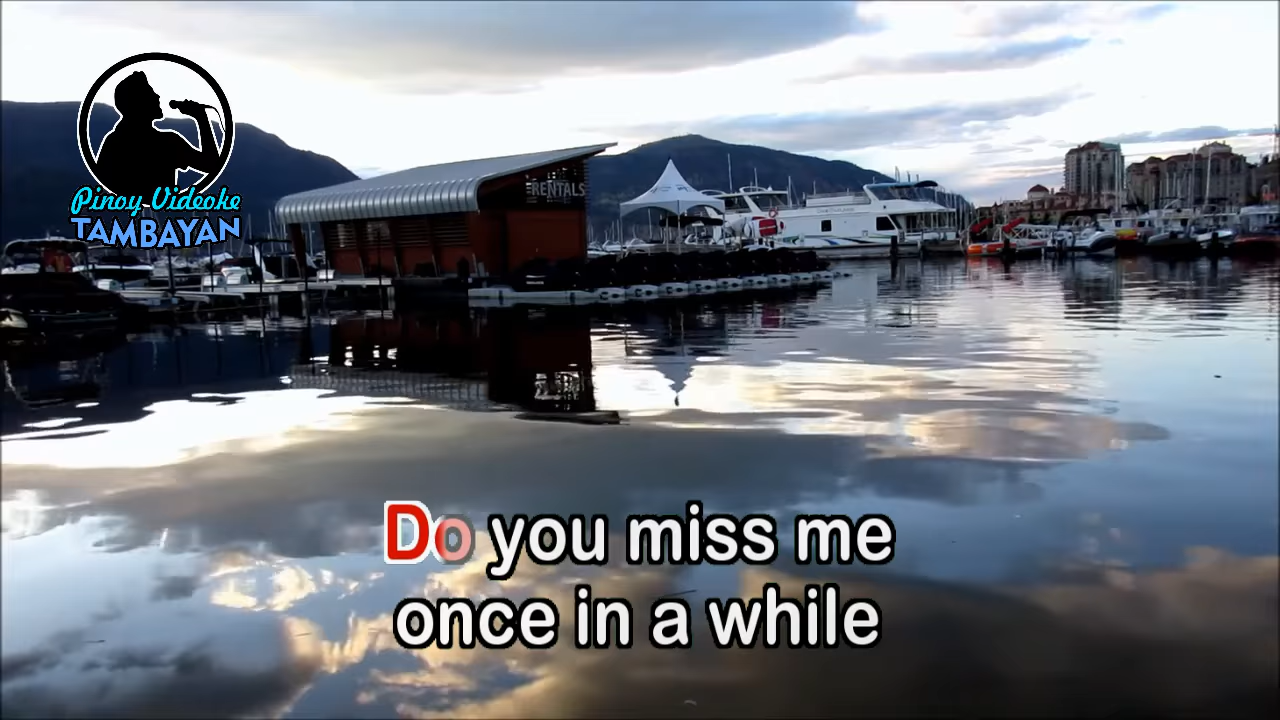 Pinoy Videoke
TAMBAYAN
RENTALS
Do you miss me
once in a while